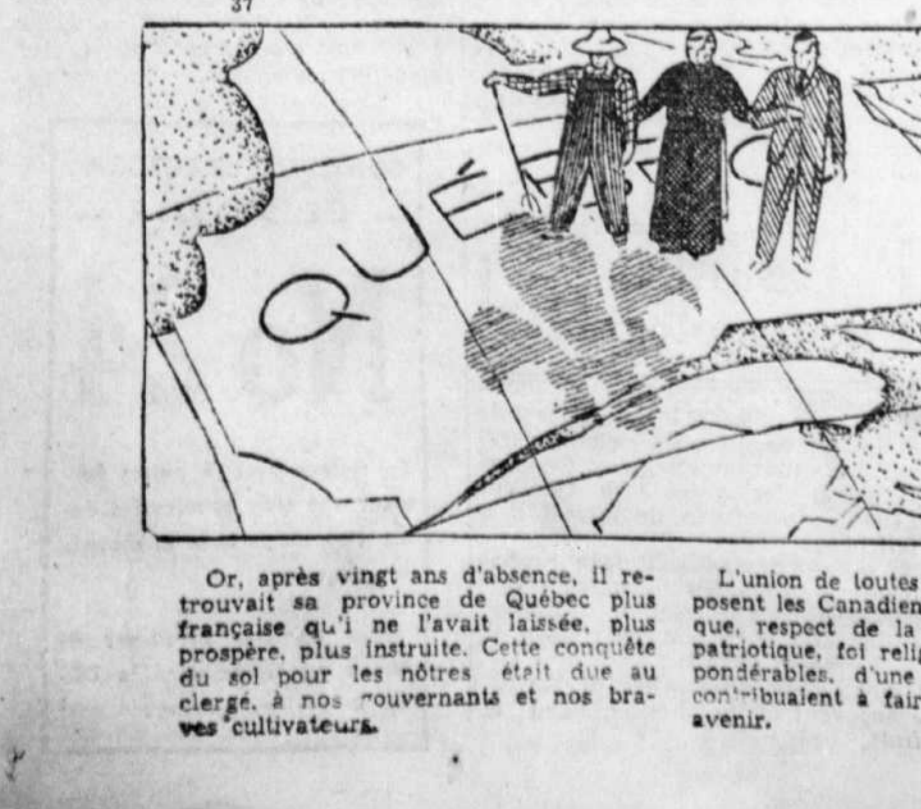 37
QUÉBEC
Or, après vingt ans d'absence, il re-
trouvait sa province de Québec plus
française qu'i ne l'avait laissée, plus
prospère, plus instruite. Cette conquête
du sol pour les nôtres était due au
clergé, à nos gouvernants et nos bra-
ves cultivateurs.
L'union de toutes
posent les Canadien
que, respect de la
patriotique, foi relig
pondérables, d'une
contribuaient à fair
avenir.